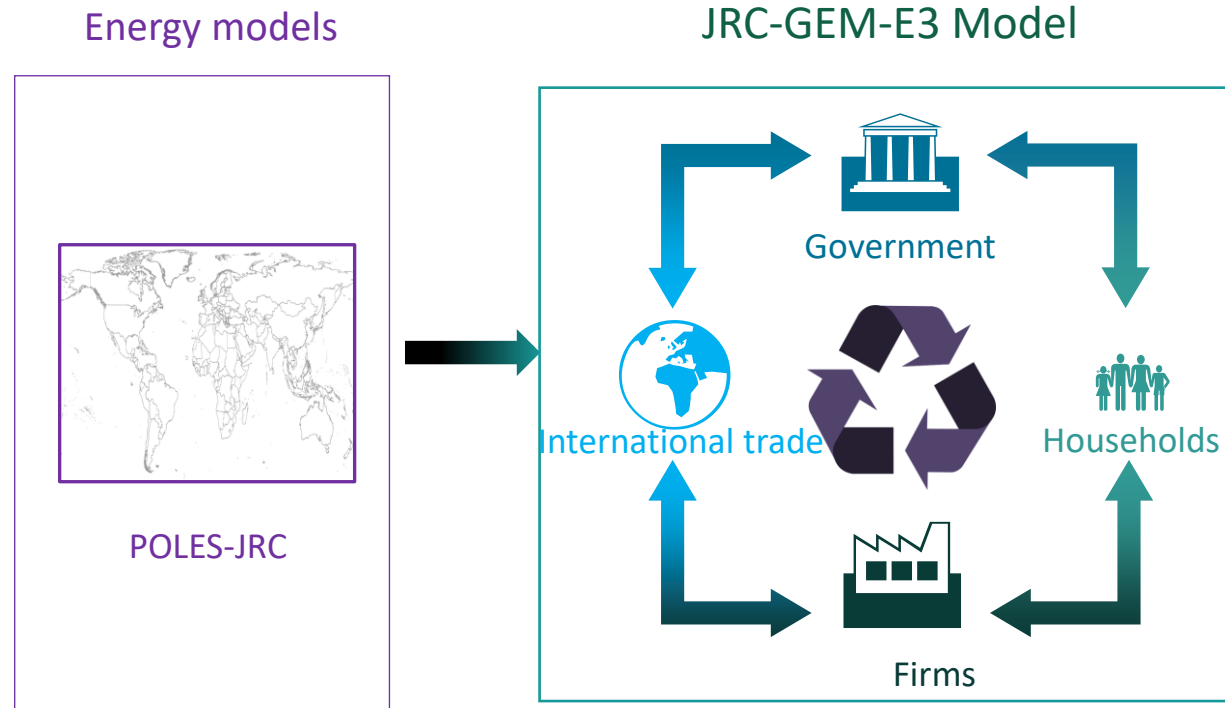 Energy models
JRC-GEM-E3 Model
POLES-JRC
Government
International trade
Households
Firms